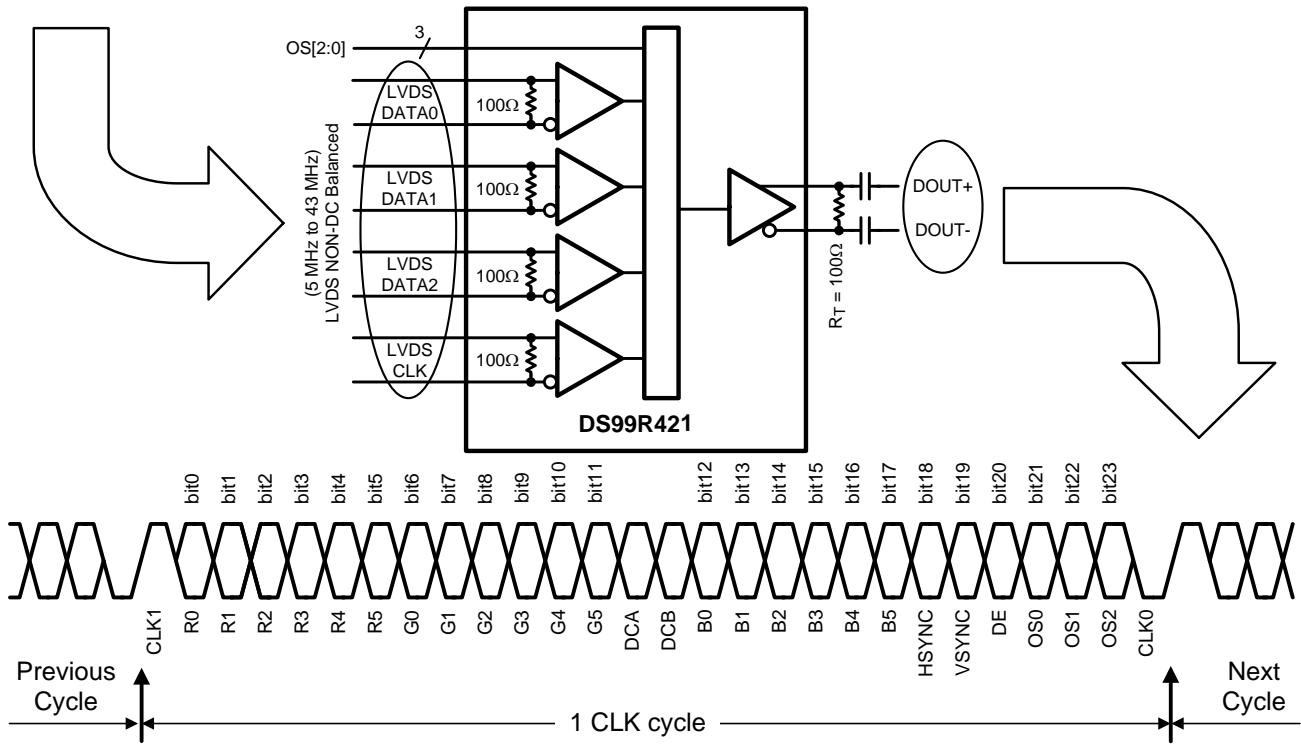 OS[2:0]
3
(5 MHz to 43 MHz)
LVDS NON-DC Balanced
LVDS
DATA0
100Ω
LVDS
DATA1
100Ω
LVDS
DATA2
100Ω
LVDS
CLK
100Ω
DS99R421
RT = 100Ω
DOUT+
DOUT-
bit0 bit1 bit2 bit3 bit4 bit5 bit6 bit7 bit8 bit9 bit10 bit11 bit12 bit13 bit14 bit15 bit16 bit17 bit18 bit19 bit20 bit21 bit22 bit23
CLK1 R0 R1 R2 R3 R4 R5 G0 G1 G2 G3 G4 G5 DCA DCB B0 B1 B2 B3 B4 B5 HSYNC VSYNC DE OS0 OS1 OS2 CLK0
Previous
Cycle
1 CLK cycle
Next
Cycle